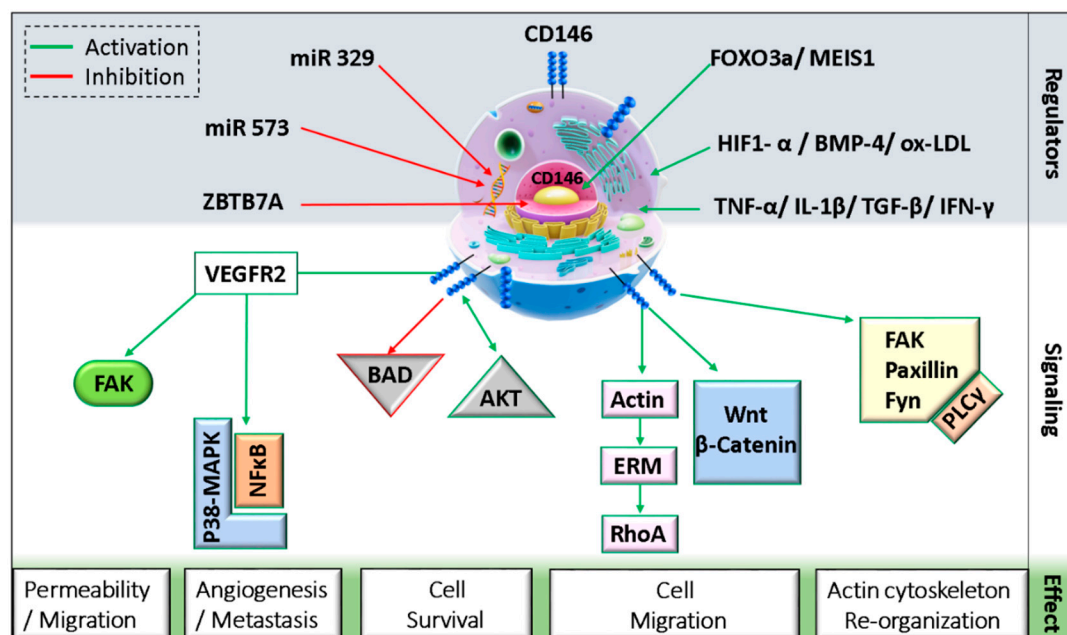 Activation
Inhibition
CD146
miR 329
FOXO3a/ MEIS1
miR 573
HIF1- α / BMP-4/ ox-LDL
CD146
ZBTB7A
TNF-α/ IL-1β/ TGF-β/ IFN-γ
Regulators
VEGFR2
FAK
P38-MAPK
NFκB
BAD
AKT
Actin
ERM
RhoA
Wnt
β-Catenin
FAK
Paxillin
Fyn
PLCγ
Signaling
Permeability
/ Migration
Angiogenesis
/ Metastasis
Cell
Survival
Cell
Migration
Actin cytoskeleton
Re-organization
Effect